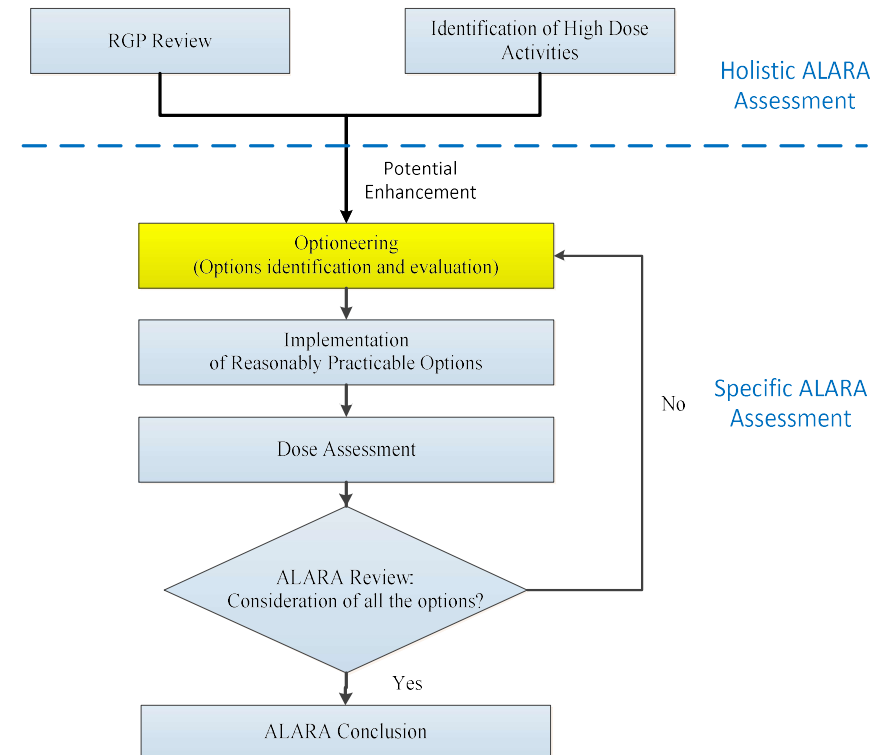 RGP Review
Identification of High Dose
Activities
Holistic ALARA
Assessment
Potential
Enhancement
Optioneering
(Options identification and evaluation)
Implementation
of Reasonably Practicable Options
Specific ALARA
Assessment
No
Dose Assessment
ALARA Review:
Consideration of all the options?
Yes
ALARA Conclusion